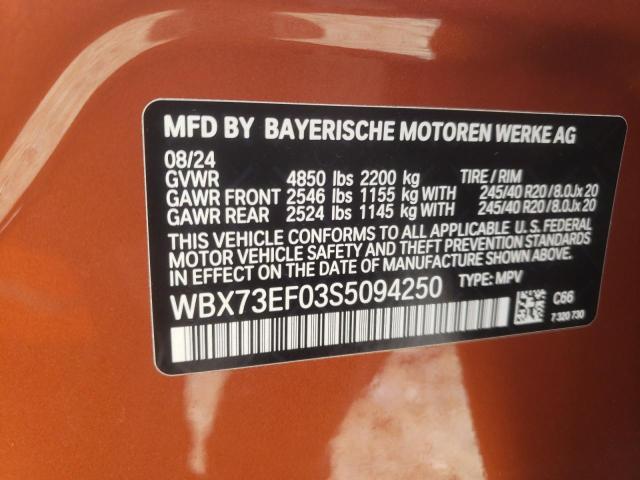 MFD BY BAYERISCHE MOTOREN WERKE AG
08/24
GVWR 4850 lbs 2200 kg TIRE / RIM
GAWR FRONT 2546 lbs 1155 kg WITH 245/40 R20 / 8.0Jx 20
GAWR REAR 2524 lbs 1145 kg WITH 245/40 R20 / 8.0Jx 20
THIS VEHICLE CONFORMS TO ALL APPLICABLE U. S. FEDERAL
MOTOR VEHICLE SAFETY AND THEFT PREVENTION STANDARDS
IN EFFECT ON THE DATE OF MANUFACTURE SHOWN ABOVE.
WBX73EF03S5094250 TYPE: MPV
C66
7 320 730